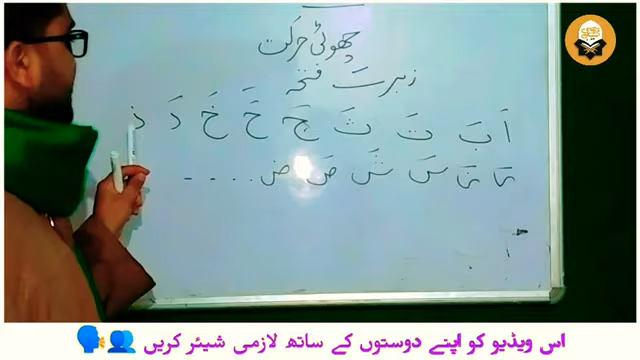 چھوٹی حرکت
زبر َ فتحہ
اَ بَ تَ ثَ جَ حَ خَ دَ ذَ
رَ زَ سَ شَ صَ ض - - - -
اس ویڈیو کو اپنے دوستوں کے ساتھ لازمی شیئر کریں